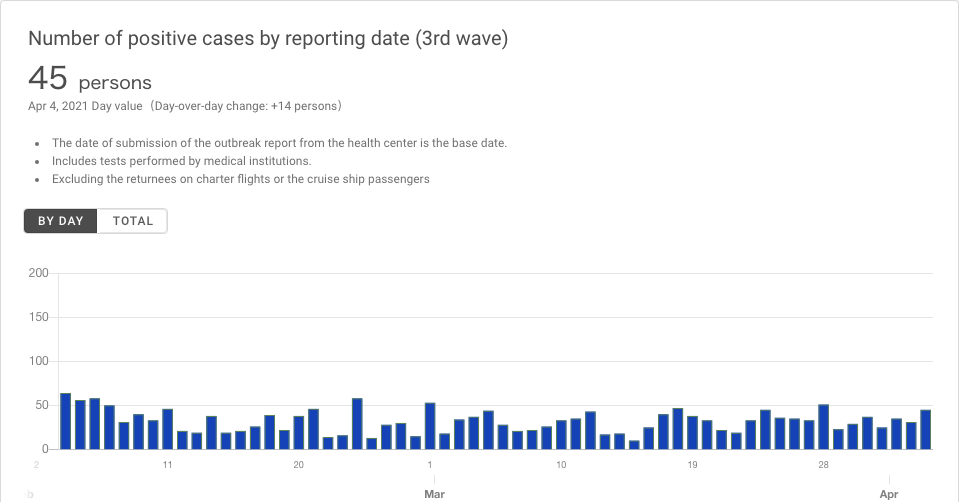 Number of positive cases by reporting date (3rd wave)
45 persons
Apr 4, 2021 Day value（Day-over-day change: +14 persons）
The date of submission of the outbreak report from the health center is the base date.
Includes tests performed by medical institutions.
Excluding the returnees on charter flights or the cruise ship passengers
BY DAY TOTAL
200
150
100
50
0
2 11 20 1 10 19 28
b Mar Apr